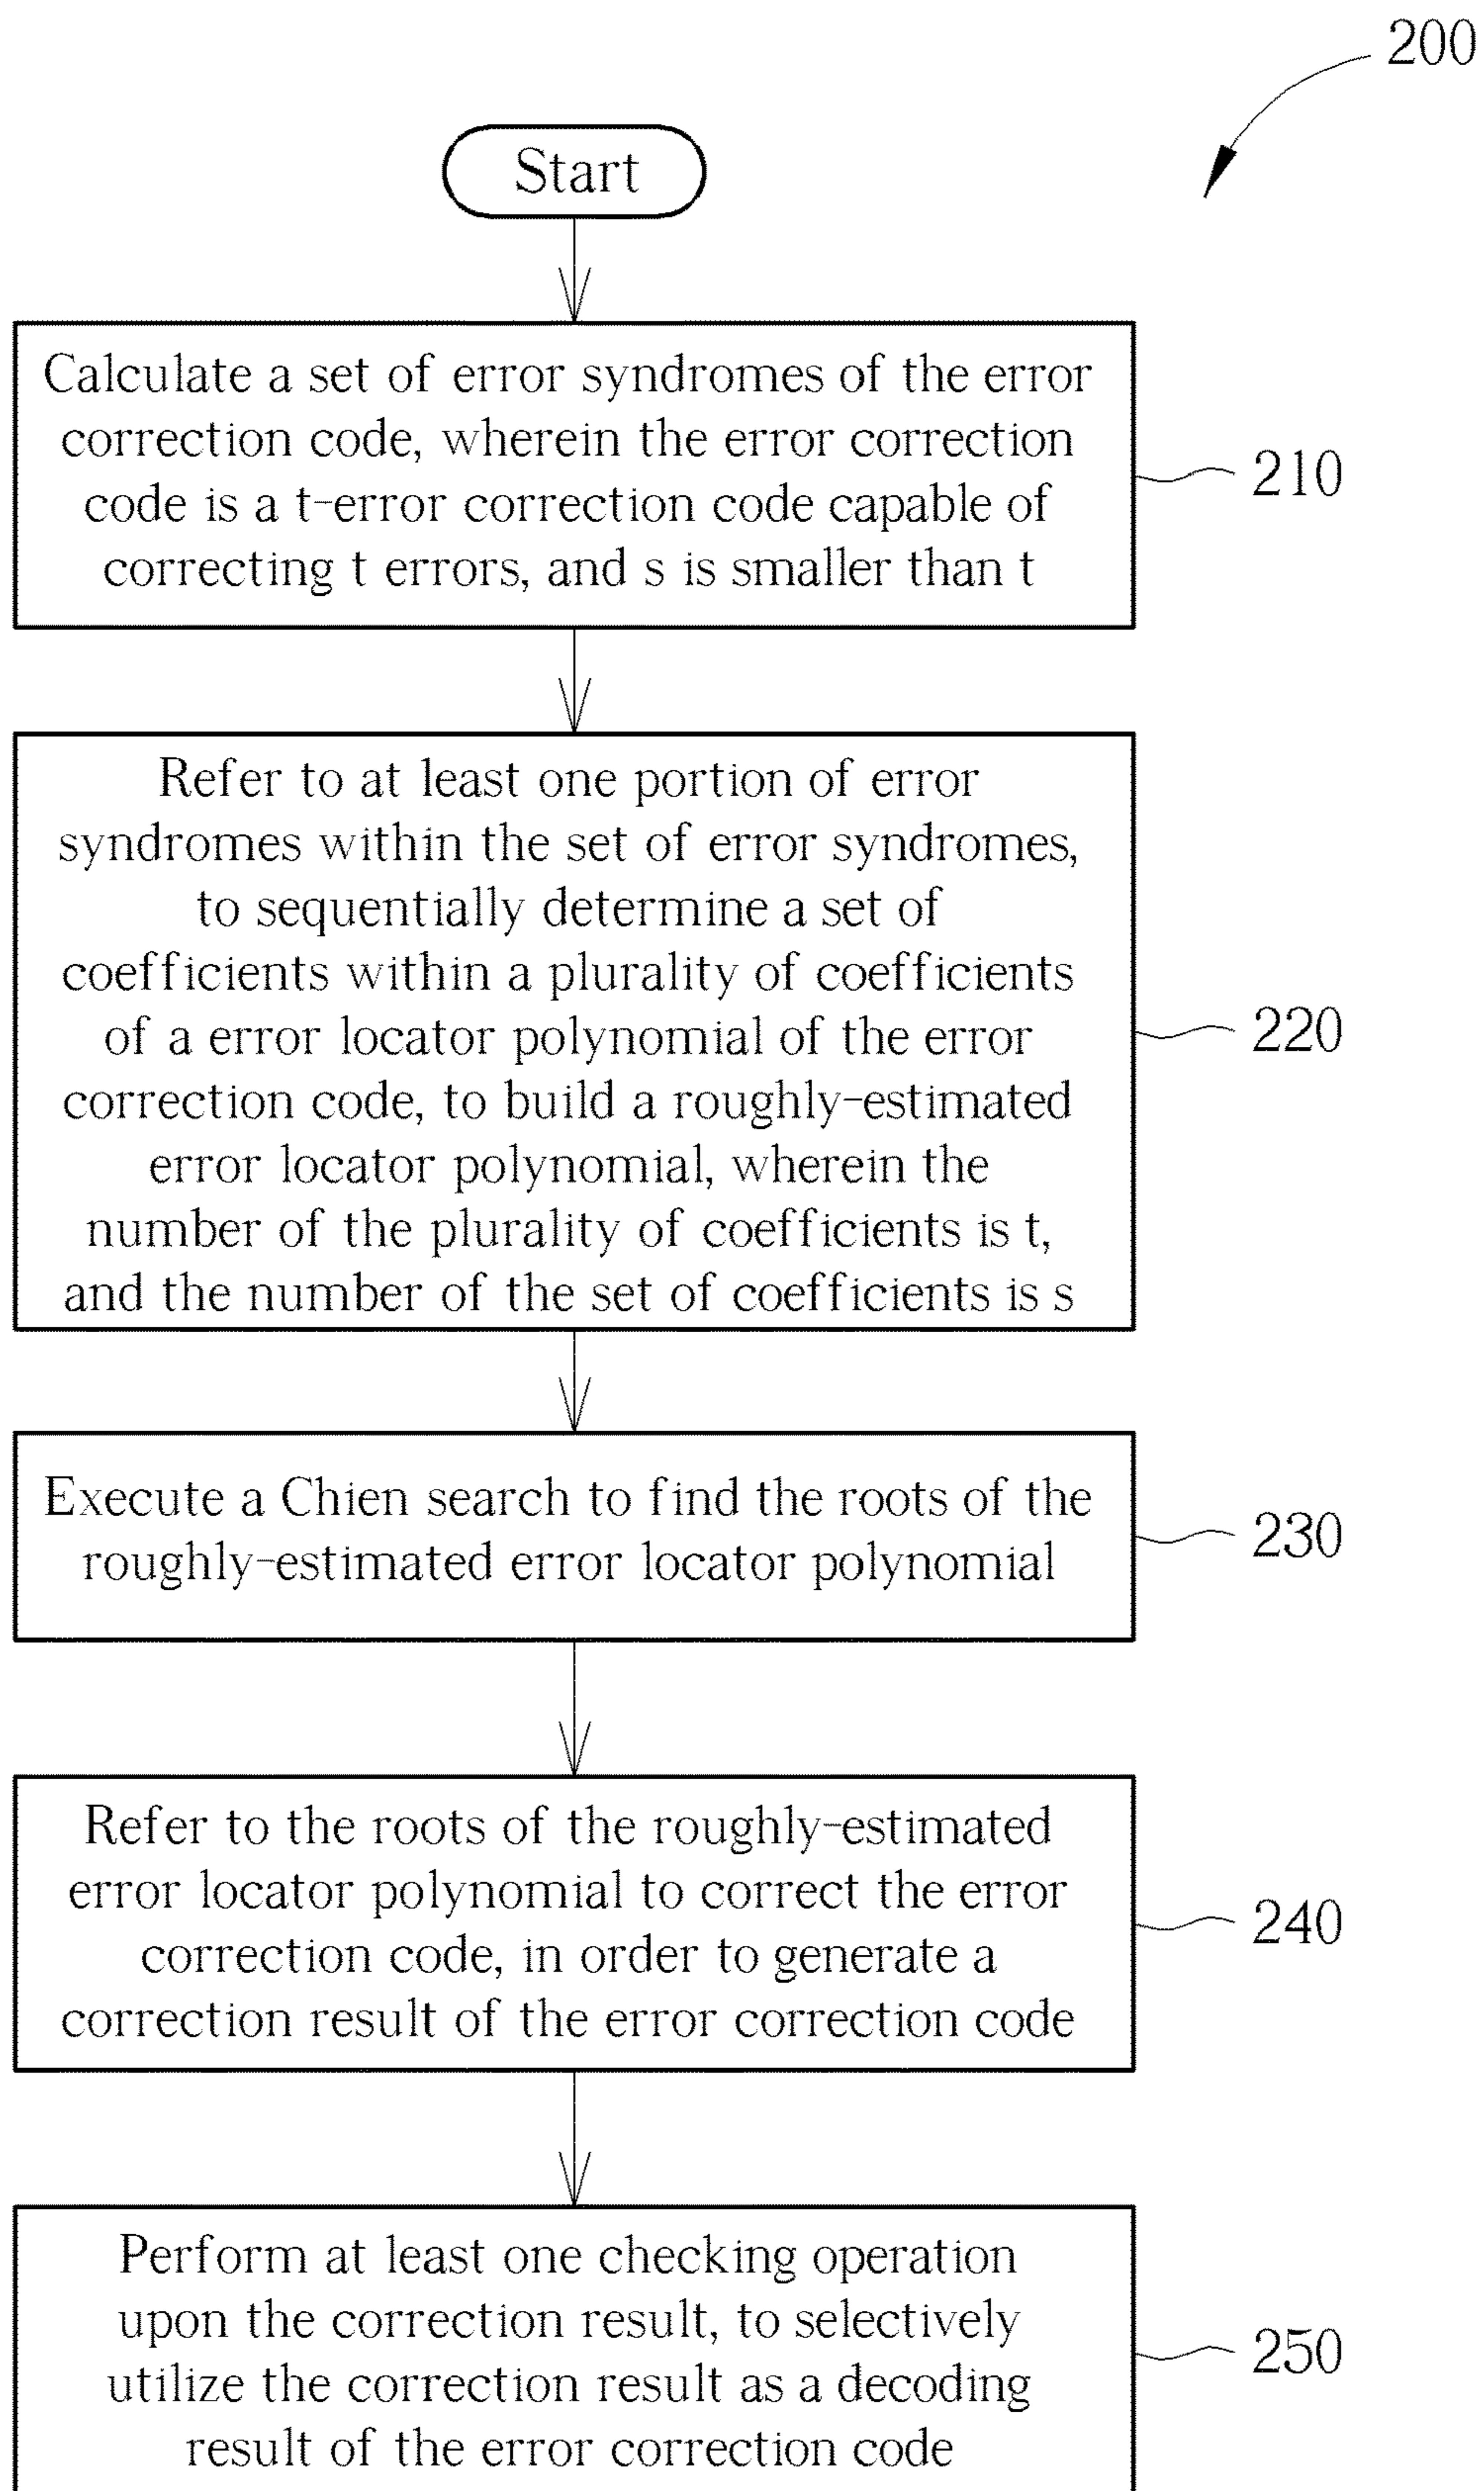 200
Start
Calculate a set of error syndromes of the error
correction code, wherein the error correction
code is a t-error correction code capable of
correcting t errors, and s is smaller than t
210
Refer to at least one portion of error
syndromes within the set of error syndromes,
to sequentially determine a set of
coefficients within a plurality of coefficients
of a error locator polynomial of the error
correction code, to build a roughly-estimated
error locator polynomial, wherein the
number of the plurality of coefficients is t,
and the number of the set of coefficients is s
220
Execute a Chien search to find the roots of the
roughly-estimated error locator polynomial
230
Refer to the roots of the roughly-estimated
error locator polynomial to correct the error
correction code, in order to generate a
correction result of the error correction code
240
Perform at least one checking operation
upon the correction result, to selectively
utilize the correction result as a decoding
result of the error correction code
250